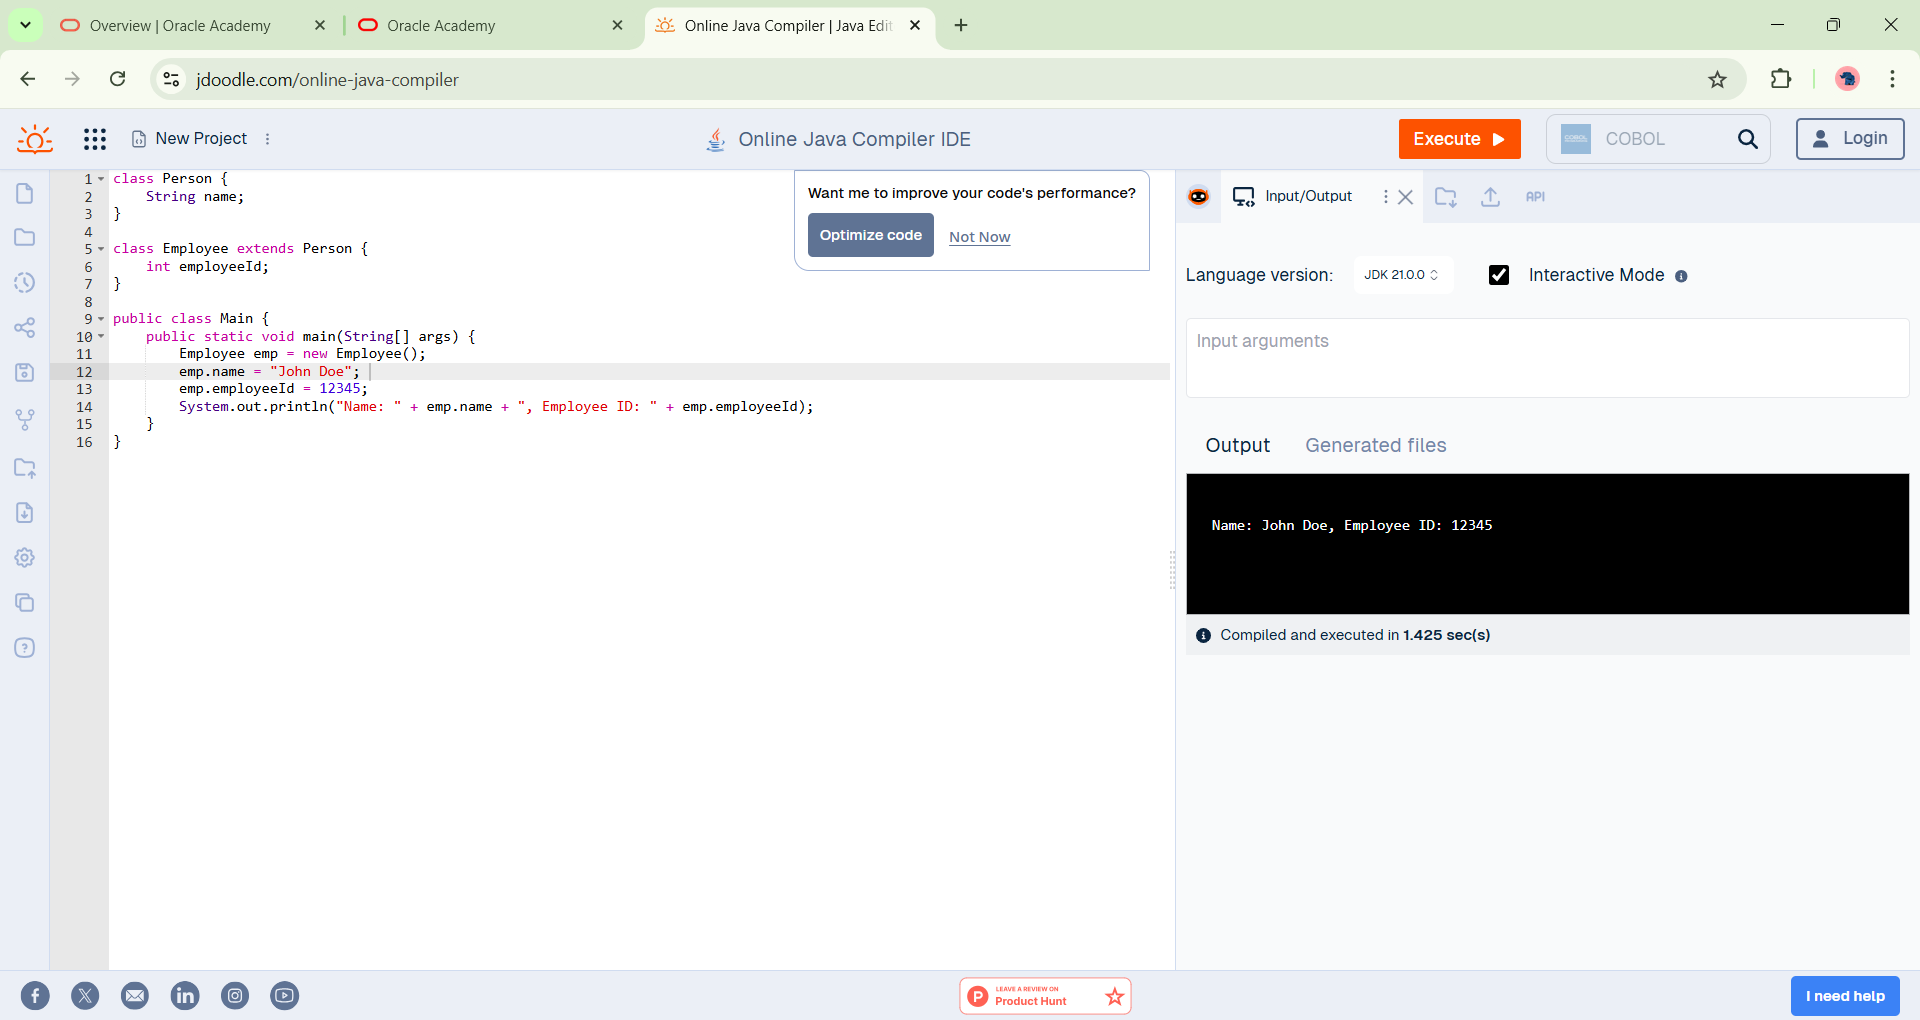 Overview | Oracle Academy
Oracle Academy
Online Java Compiler | Java Edit
jdoodle.com/online-java-compiler
New Project
Online Java Compiler IDE
Execute
COBOL
Login
1 class Person {
2     String name;
3 }
4
5 class Employee extends Person {
6     int employeeId;
7 }
8
9 public class Main {
10     public static void main(String[] args) {
11         Employee emp = new Employee();
12         emp.name = "John Doe";
13         emp.employeeId = 12345;
14         System.out.println("Name: " + emp.name + ", Employee ID: " + emp.employeeId);
15     }
16 }
Want me to improve your code's performance?
Optimize code
Not Now
Input/Output
API
Language version:
JDK 21.0.0
Interactive Mode
Input arguments
Output
Generated files
Name: John Doe, Employee ID: 12345
Compiled and executed in 1.425 sec(s)
LEAVE A REVIEW ON
Product Hunt
I need help